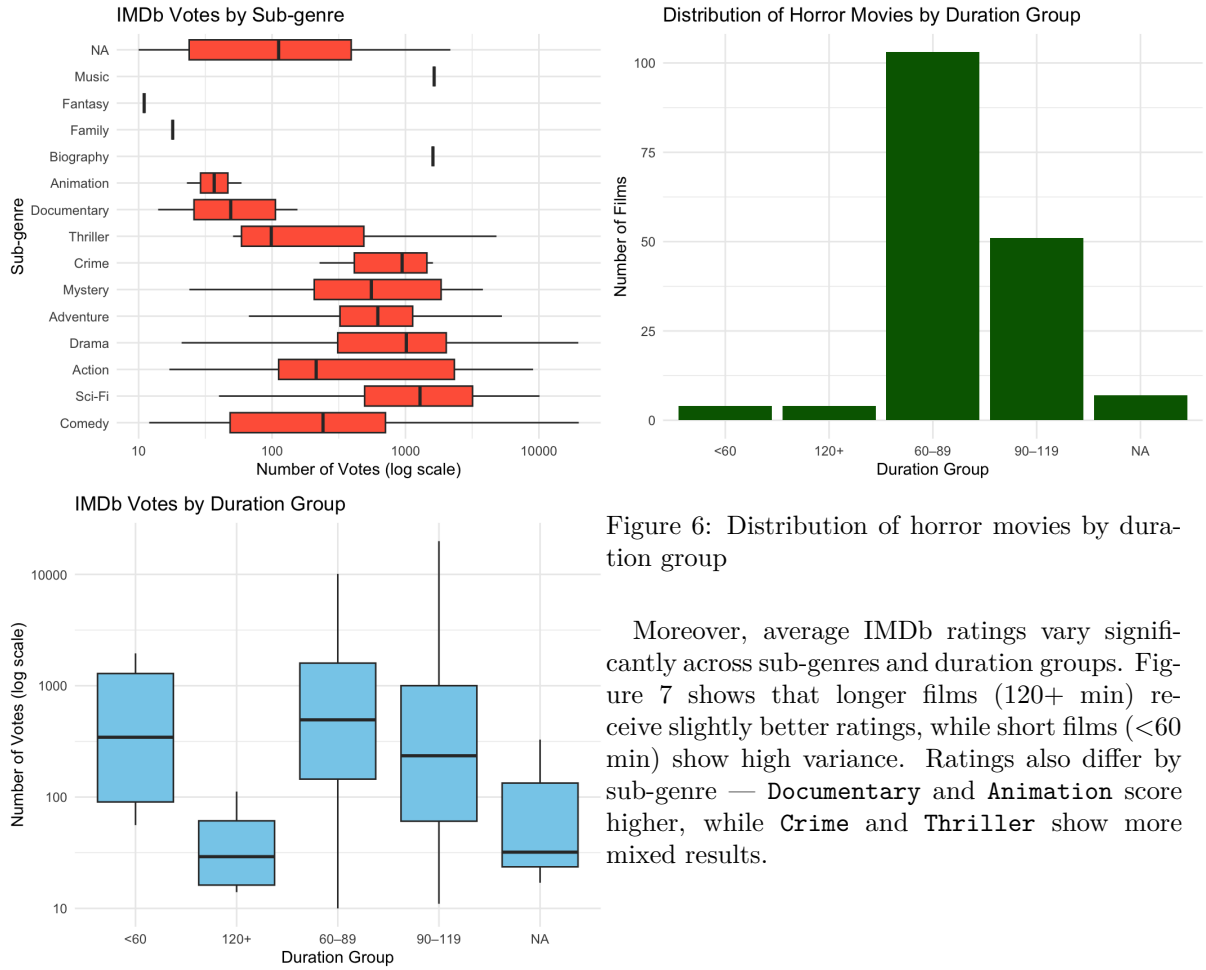 IMDb Votes by Sub-genre
NA
Music
Fantasy
Family
Biography
Animation
Documentary
Thriller
Crime
Mystery
Adventure
Drama
Action
Sci-Fi
Comedy
Sub-genre
10 100 1000 10000
Number of Votes (log scale)
Distribution of Horror Movies by Duration Group
100
75
50
25
0
Number of Films
<60 120+ 60–89 90–119 NA
Duration Group
IMDb Votes by Duration Group
10000
1000
100
10
Number of Votes (log scale)
<60 120+ 60–89 90–119 NA
Duration Group
Figure 6: Distribution of horror movies by dura-
tion group
Moreover, average IMDb ratings vary signifi-
cantly across sub-genres and duration groups. Fig-
ure 7 shows that longer films (120+ min) re-
ceive slightly better ratings, while short films (<60
min) show high variance. Ratings also differ by
sub-genre — Documentary and Animation score
higher, while Crime and Thriller show more
mixed results.